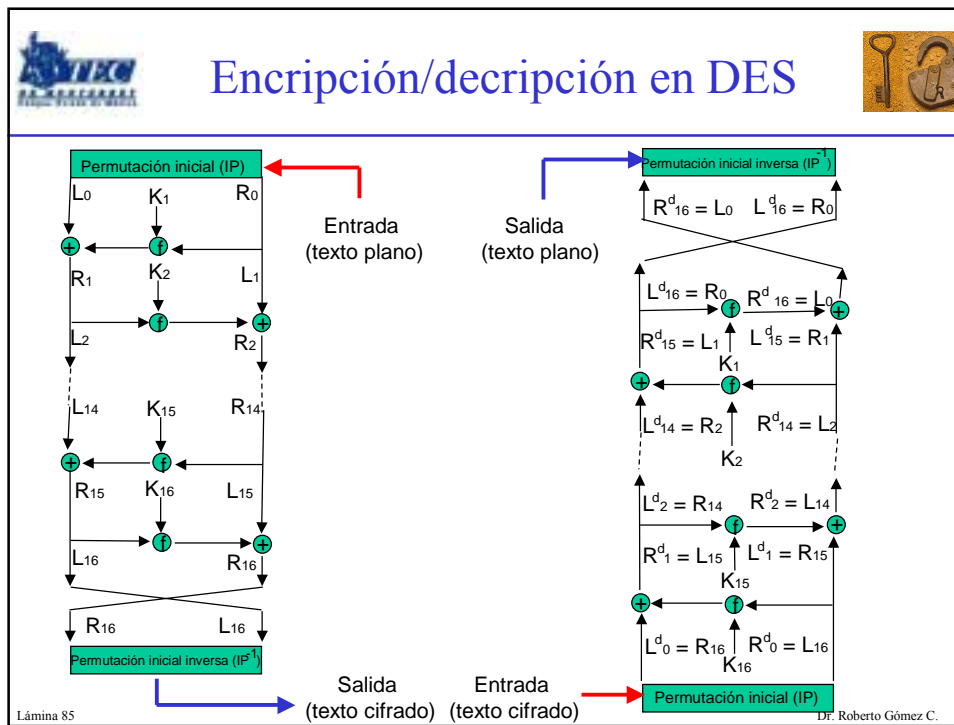 TEC
DE MONTERREY
Encripción/decripción en DES
Permutación inicial (IP)
L0
K1
R0
+
f
R1
K2
L1
f
+
L2
R2
L14
K15
R14
+
f
R15
K16
L15
f
+
L16
R16
R16
L16
Permutación inicial inversa (IP-1)
Entrada
(texto plano)
Salida
(texto cifrado)
Salida
(texto plano)
Entrada
(texto cifrado)
Permutación inicial inversa (IP-1)
Rd16 = L0
Ld16 = R0
Ld16 = R0
f
Rd16 = L0
+
Rd15 = L1
Ld15 = R1
K1
+
f
Ld14 = R2
Rd14 = L2
K2
Ld2 = R14
Rd2 = L14
f
+
Rd1 = L15
Ld1 = R15
K15
+
f
Ld0 = R16
Rd0 = L16
K16
Permutación inicial (IP)
Lámina 85
Dr. Roberto Gómez C.